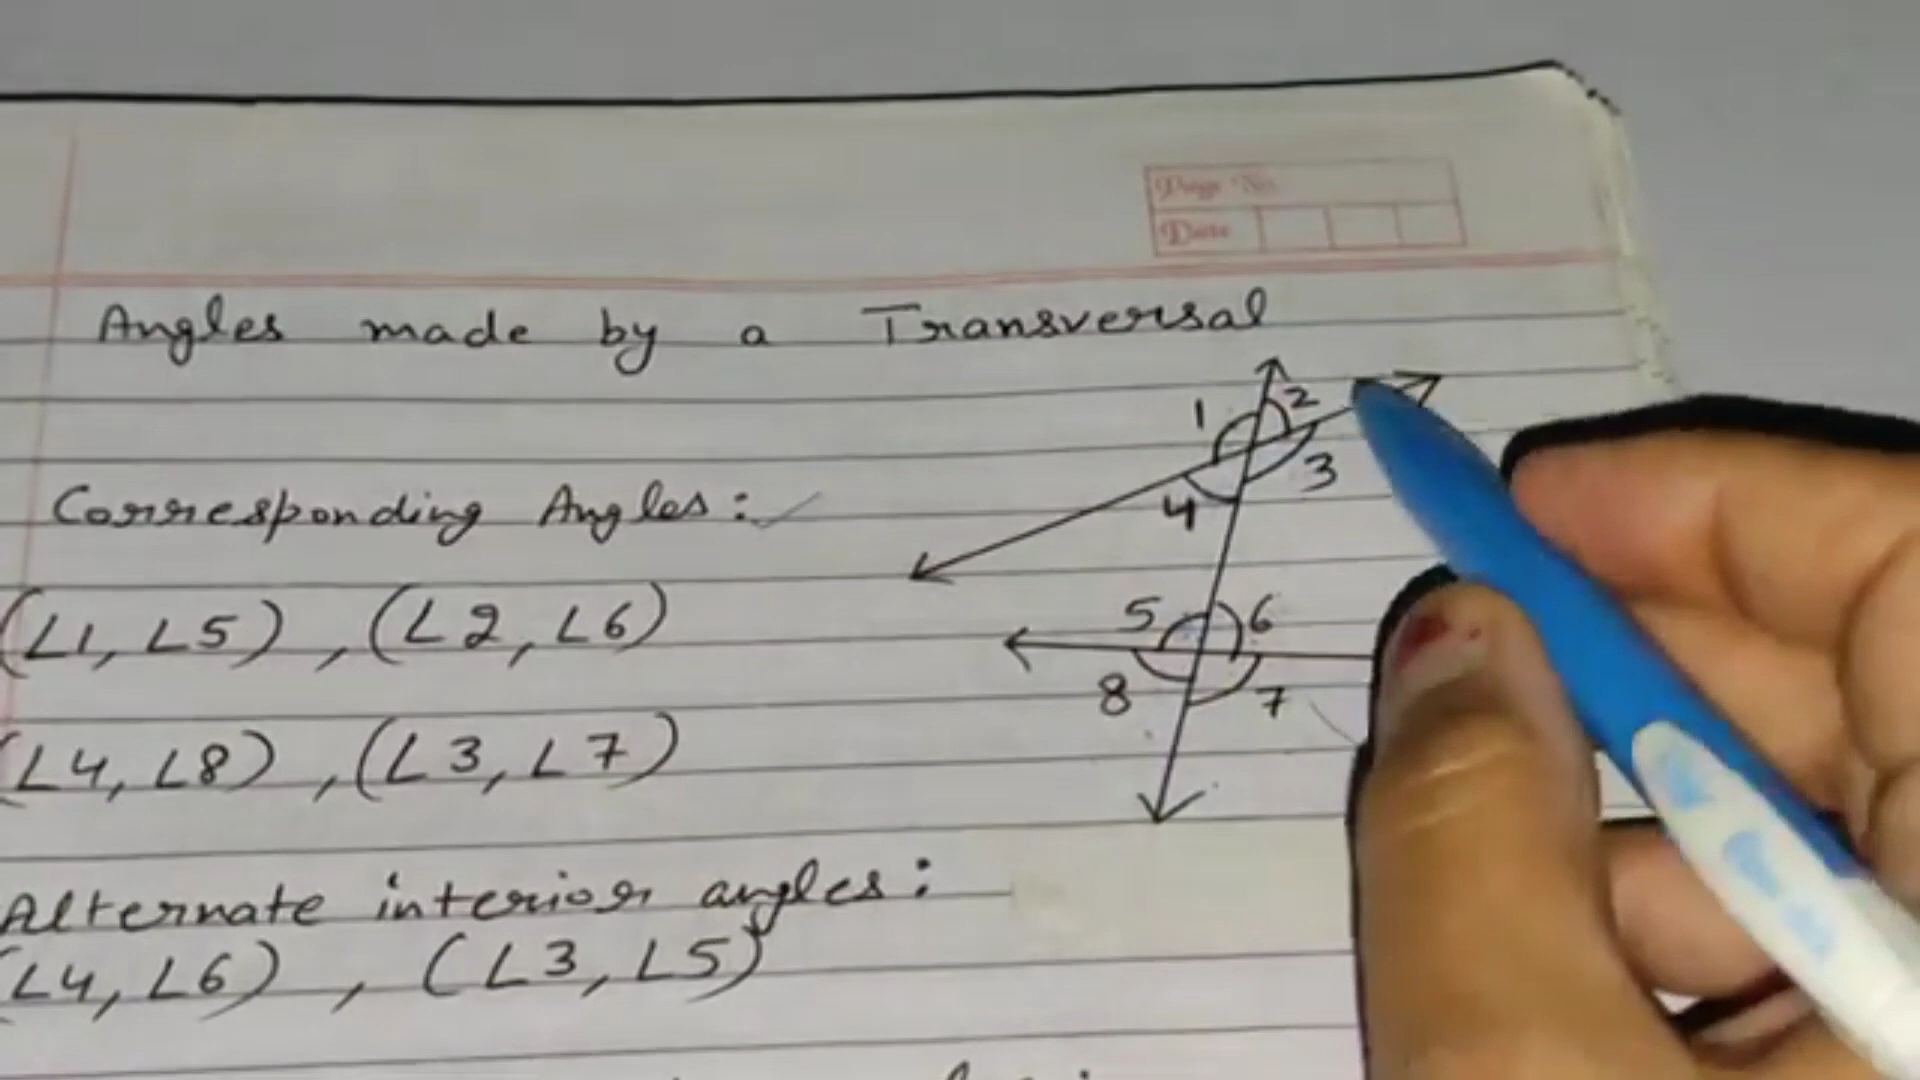 Page No.
Date
Angles made by a Transversal
1 2
3
4
Corresponding Angles:
(∠1, ∠5), (∠2, ∠6)
5 6
8 7
(∠4, ∠8), (∠3, ∠7)
Alternate interior angles:
(∠4, ∠6), (∠3, ∠5)